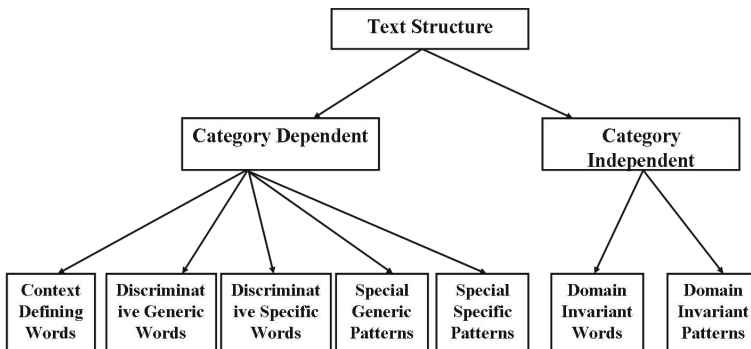 Text Structure
Category Dependent
Category
Independent
Context
Defining
Words
Discriminat
ive Generic
Words
Discriminat
ive Specific
Words
Special
Generic
Patterns
Special
Specific
Patterns
Domain
Invariant
Words
Domain
Invariant
Patterns